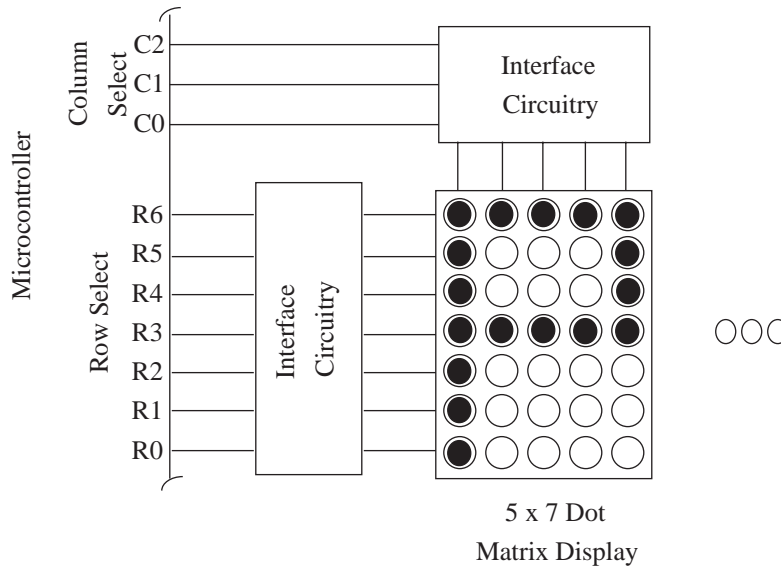 C2
C1
C0
Column
Select
Interface
Circuitry
Microcontroller
R6
R5
R4
R3
R2
R1
R0
Row Select
Interface
Circuitry
5 x 7 Dot
Matrix Display